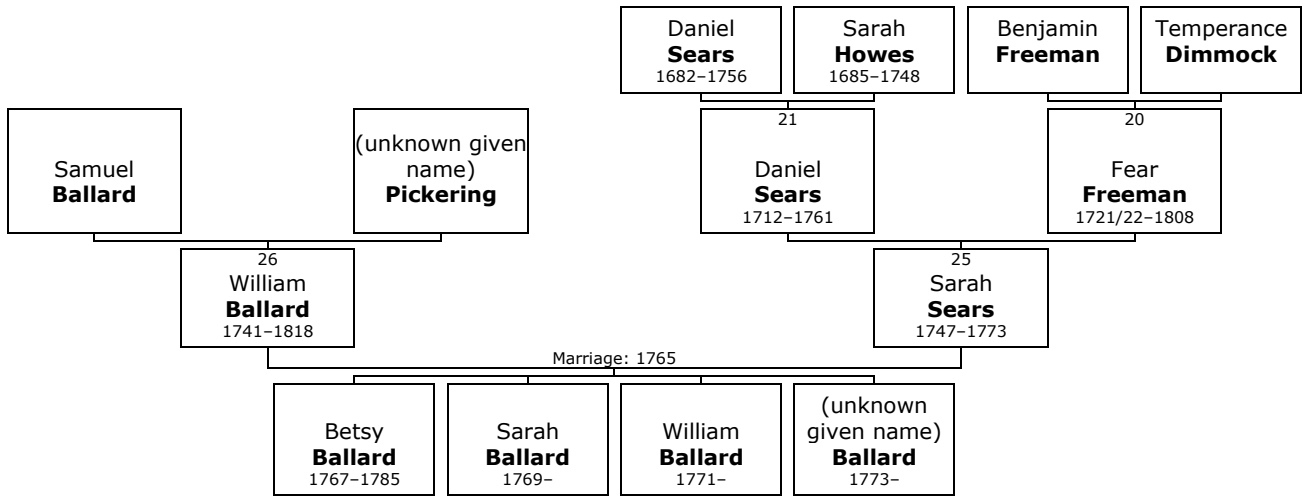 Daniel
Sears
1682–1756
Sarah
Howes
1685–1748
Benjamin
Freeman
Temperance
Dimmock
Samuel
Ballard
(unknown given
name)
Pickering
21
Daniel
Sears
1712–1761
20
Fear
Freeman
1721/22–1808
26
William
Ballard
1741–1818
25
Sarah
Sears
1747–1773
Marriage: 1765
Betsy
Ballard
1767–1785
Sarah
Ballard
1769–
William
Ballard
1771–
(unknown
given name)
Ballard
1773–